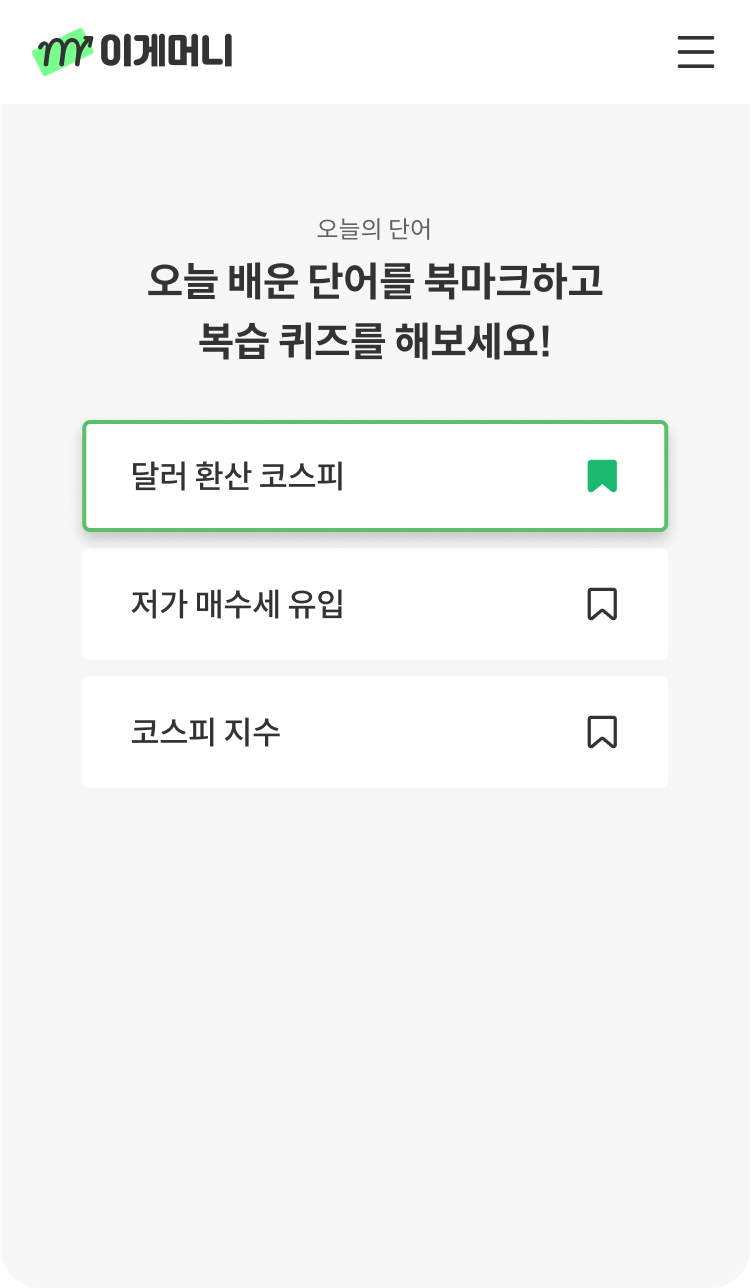 이게머니
오늘의 단어
오늘 배운 단어를 북마크하고
복습 퀴즈를 해보세요!
달러 환산 코스피
저가 매수세 유입
코스피 지수